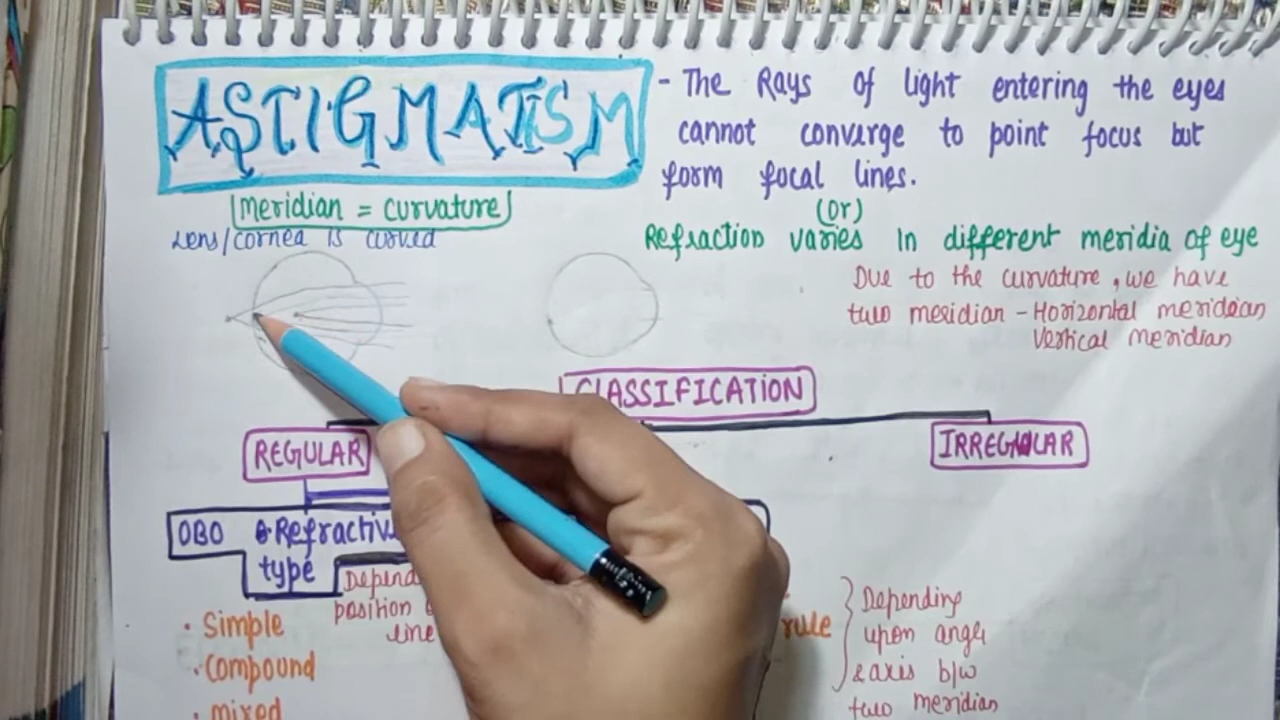 ASTIGMATISM
- The Rays of light entering the eyes
cannot converge to point focus but
form focal lines.
(or)
Refraction varies in different meridia of eye
Meridian = curvature
Lens/cornea is curved
Due to the curvature, we have
two meridian - Horizontal meridian
Vertical meridian
CLASSIFICATION
REGULAR
IRREGULAR
OBO
type
position
line
• Simple
• Compound
• mixed
rule
Depending
upon angle
& axis b/w
two meridian